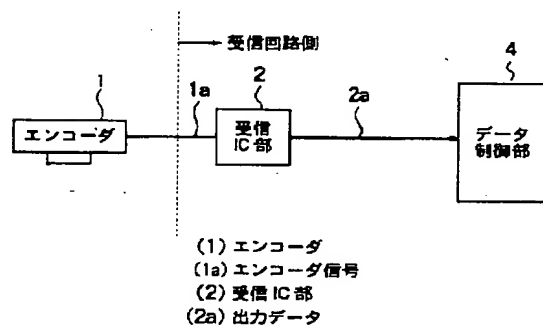 受信回路側
1
1a
2
2a
4
エンコーダ
受信
IC部
データ
制御部
(1) エンコーダ
(1a) エンコーダ信号
(2) 受信 IC 部
(2a) 出力データ